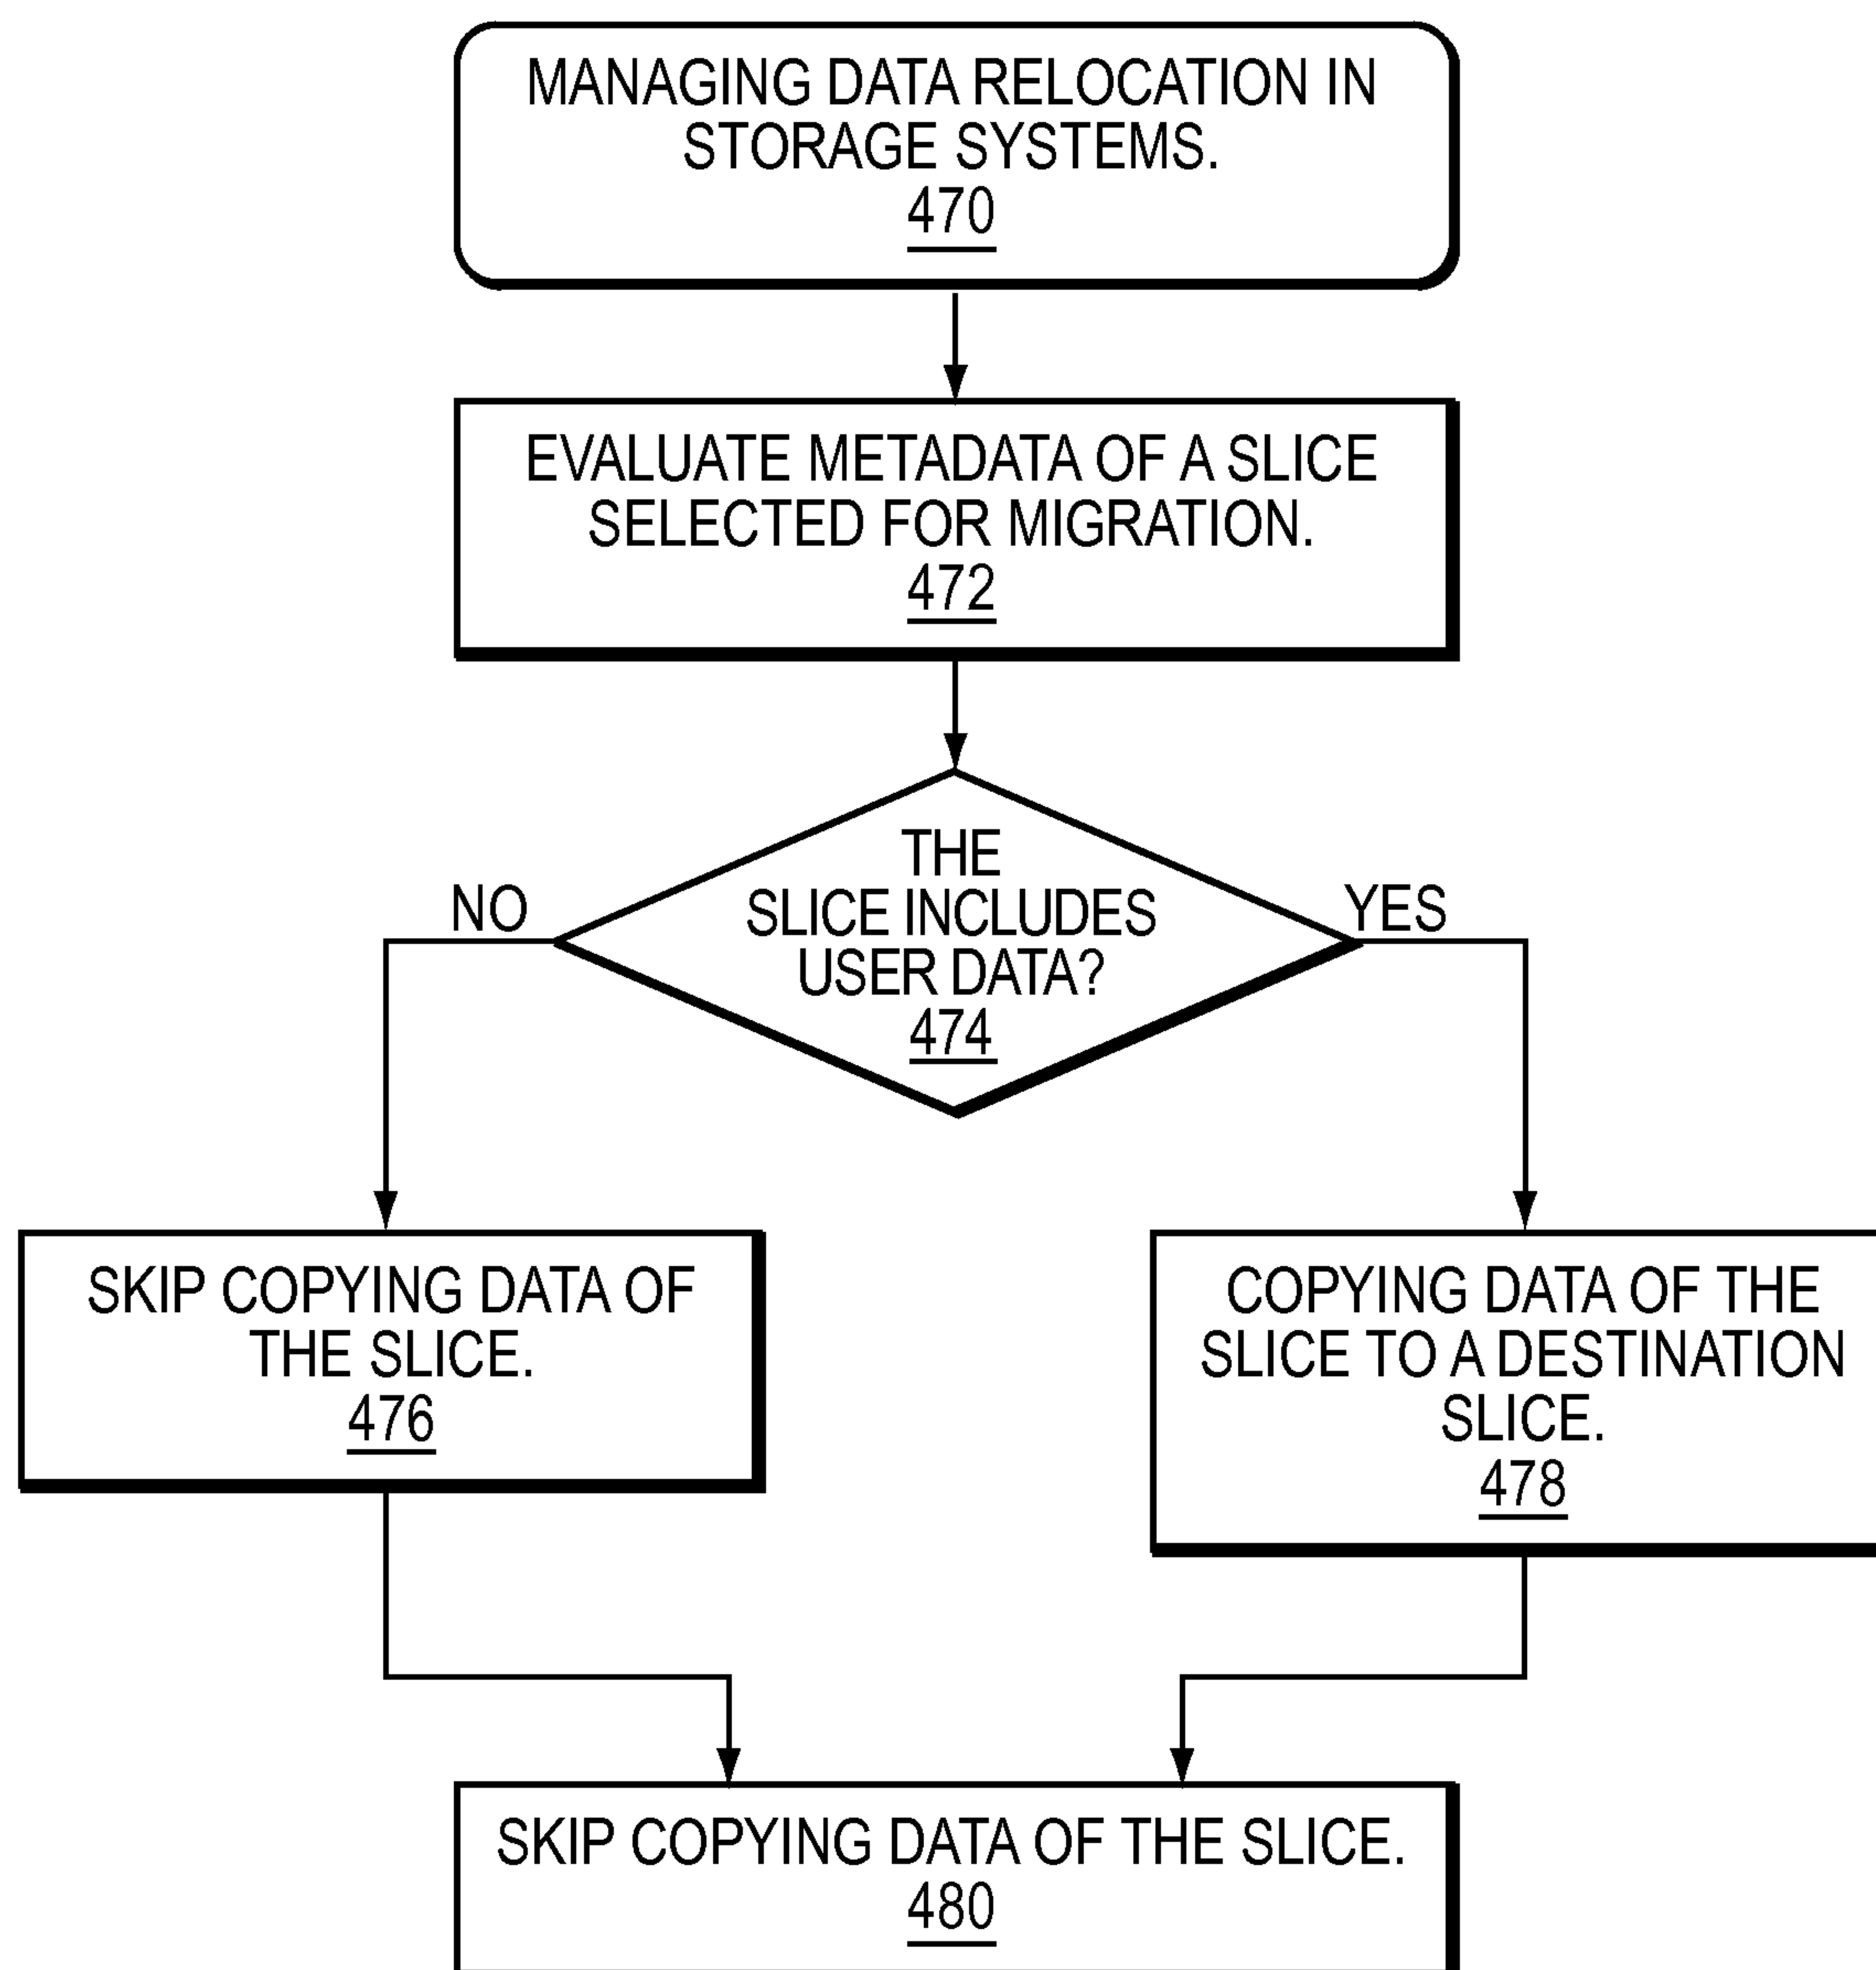 MANAGING DATA RELOCATION IN
STORAGE SYSTEMS.
470
EVALUATE METADATA OF A SLICE
SELECTED FOR MIGRATION.
472
THE
SLICE INCLUDES
USER DATA?
474
NO
YES
SKIP COPYING DATA OF
THE SLICE.
476
COPYING DATA OF THE
SLICE TO A DESTINATION
SLICE.
478
SKIP COPYING DATA OF THE SLICE.
480